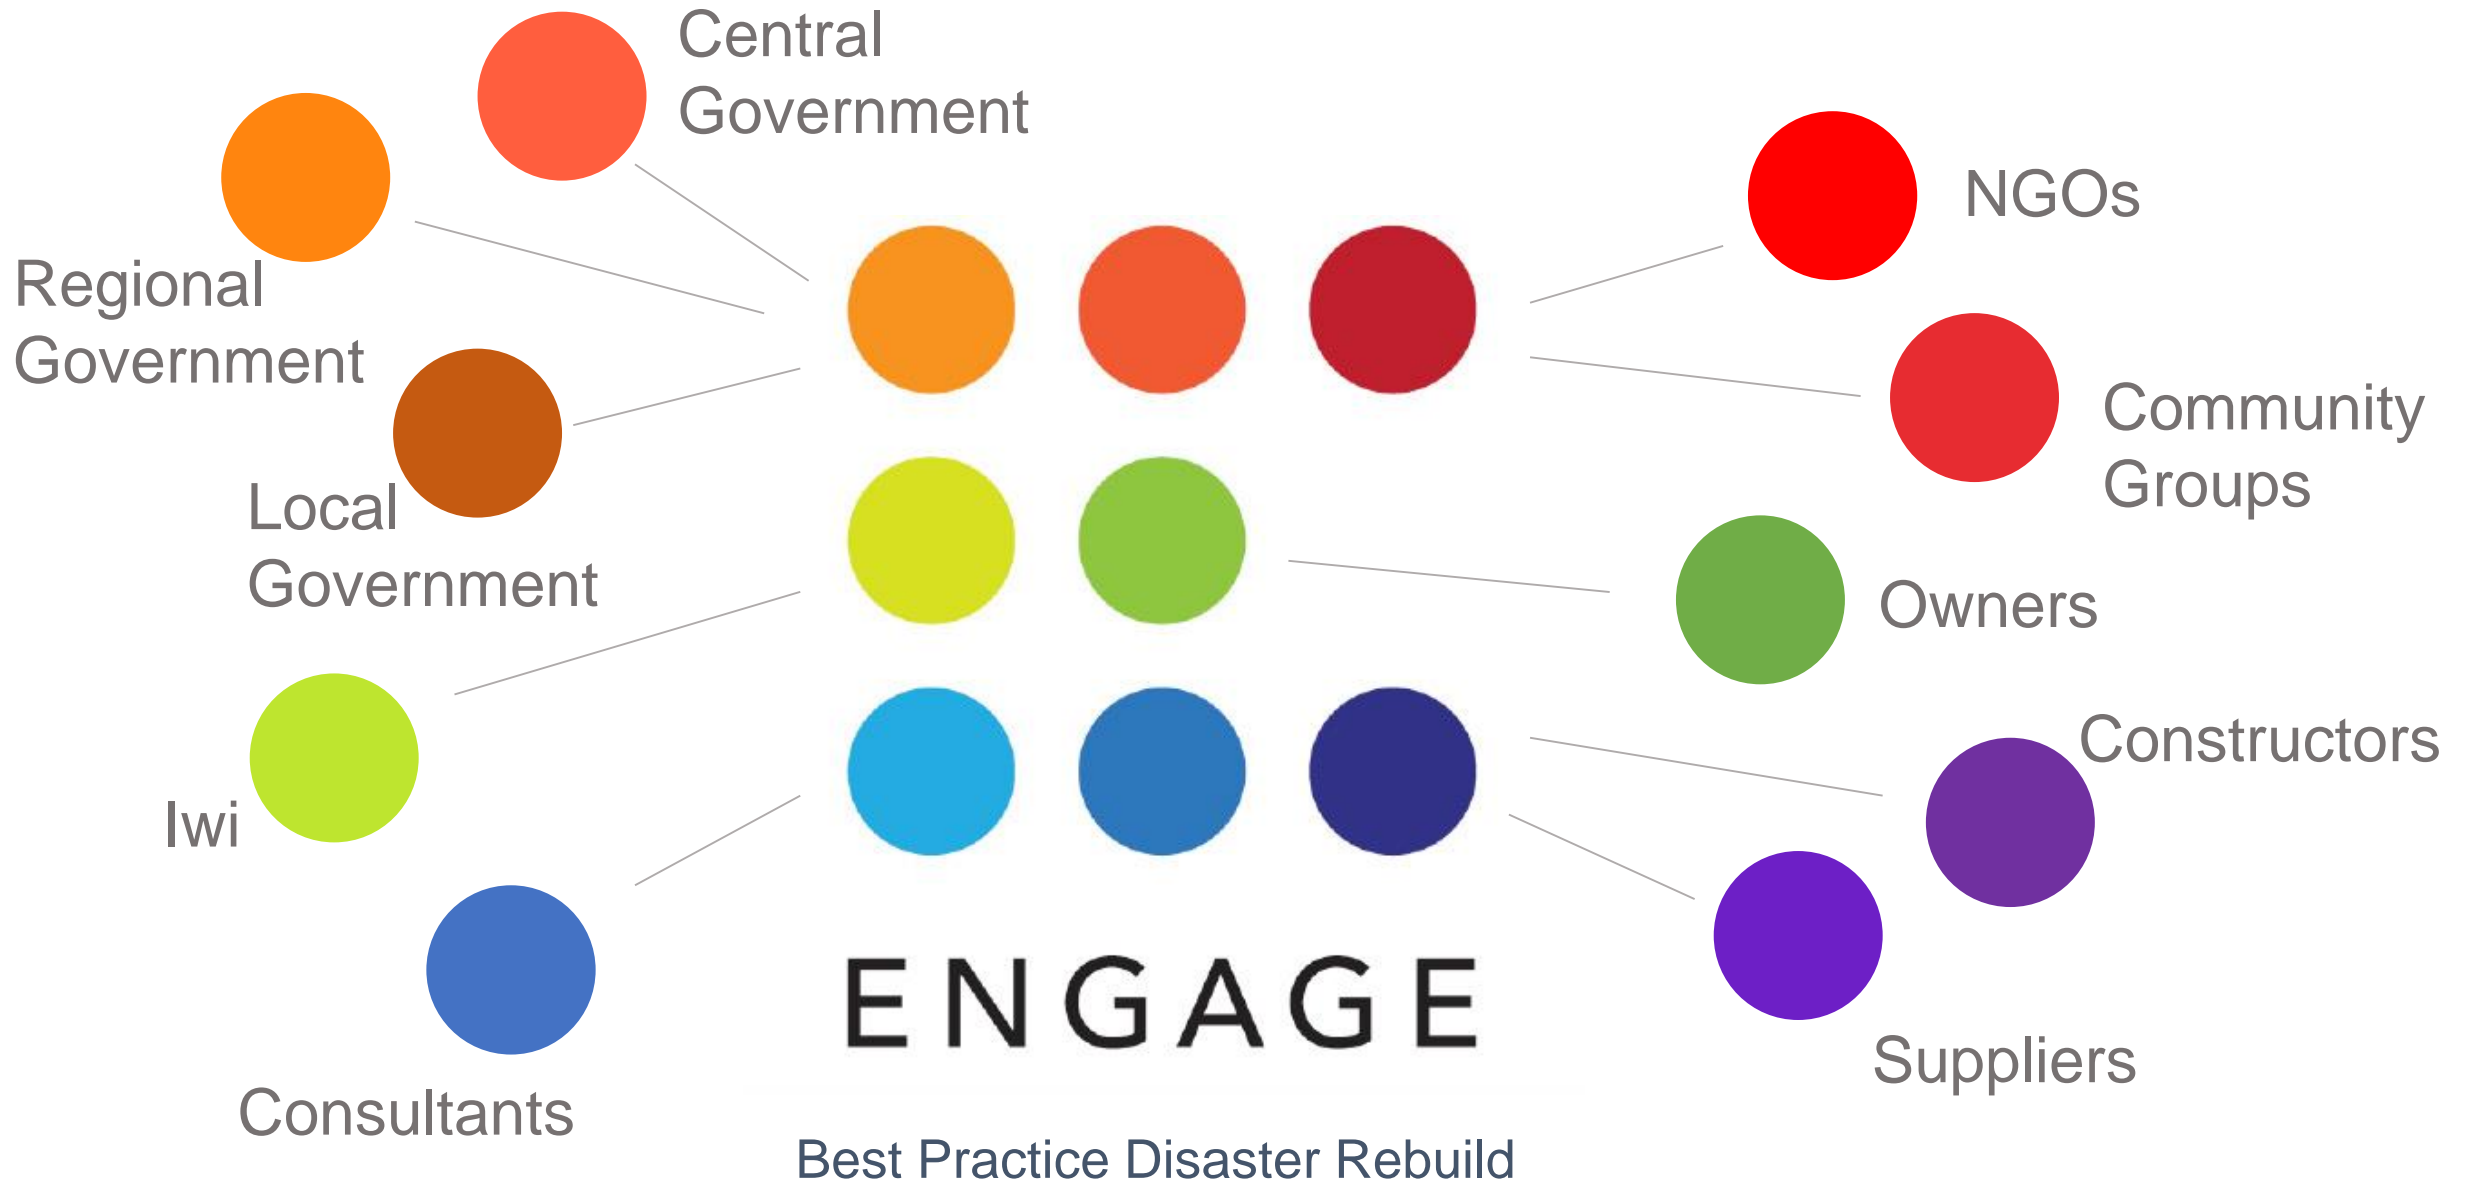 Central
Government
Regional
Government
Local
Government
Iwi
Consultants
NGOs
Community
Groups
Owners
Constructors
Suppliers
ENGAGE
Best Practice Disaster Rebuild